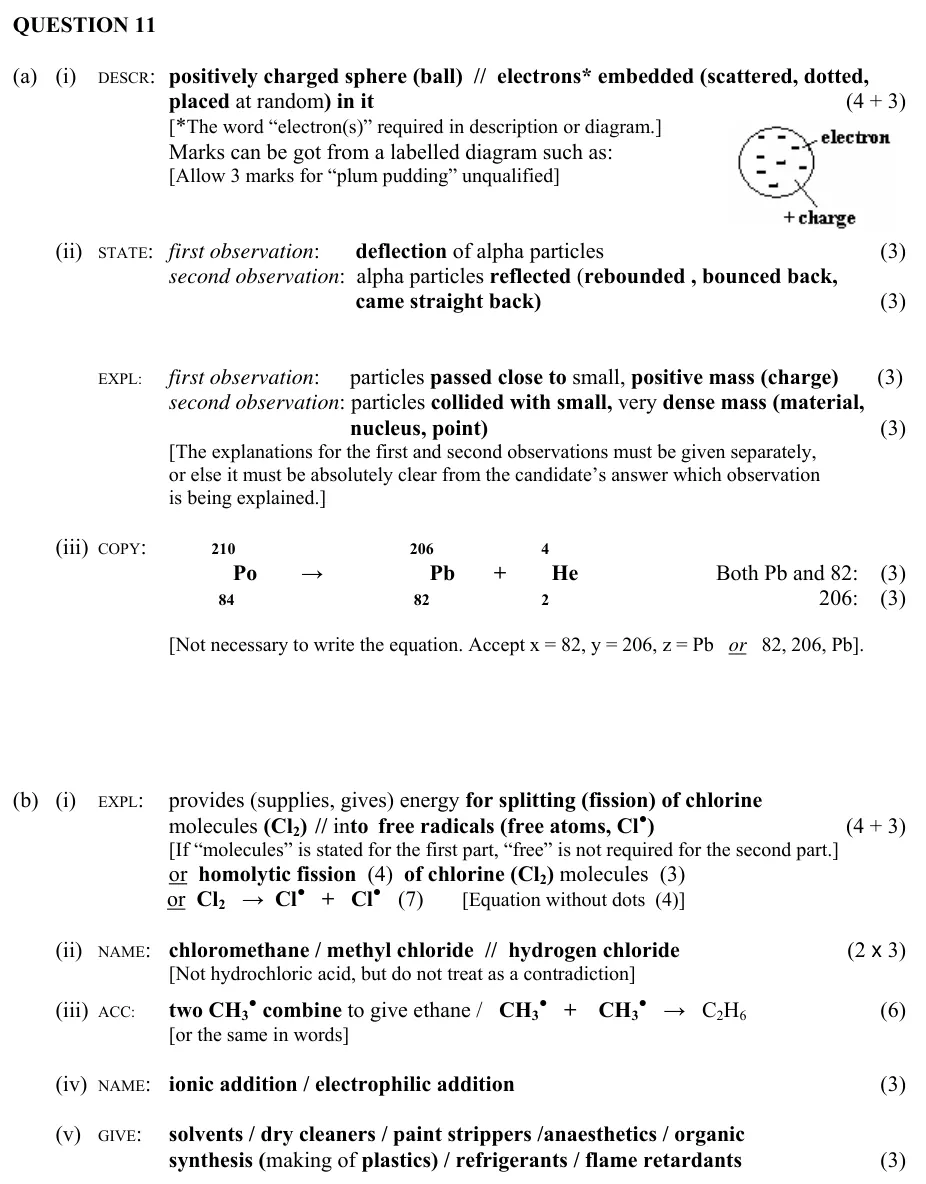 QUESTION 11
(a) (i) DESCR: positively charged sphere (ball) // electrons* embedded (scattered, dotted,
placed at random) in it (4 + 3)
[*The word “electron(s)” required in description or diagram.]
Marks can be got from a labelled diagram such as:
[Allow 3 marks for “plum pudding” unqualified]
electron
+ charge
(ii) STATE: first observation: deflection of alpha particles (3)
second observation: alpha particles reflected (rebounded , bounced back,
came straight back) (3)
EXPL: first observation: particles passed close to small, positive mass (charge) (3)
second observation: particles collided with small, very dense mass (material,
nucleus, point) (3)
[The explanations for the first and second observations must be given separately,
or else it must be absolutely clear from the candidate’s answer which observation
is being explained.]
(iii) COPY:
210 206 4
Po → Pb + He Both Pb and 82: (3)
84 82 2 206: (3)
[Not necessary to write the equation. Accept x = 82, y = 206, z = Pb or 82, 206, Pb].
(b) (i) EXPL: provides (supplies, gives) energy for splitting (fission) of chlorine
molecules (Cl₂) // into free radicals (free atoms, Cl•) (4 + 3)
[If “molecules” is stated for the first part, “free” is not required for the second part.]
or homolytic fission (4) of chlorine (Cl₂) molecules (3)
or Cl₂ → Cl• + Cl• (7) [Equation without dots (4)]
(ii) NAME: chloromethane / methyl chloride // hydrogen chloride (2 x 3)
[Not hydrochloric acid, but do not treat as a contradiction]
(iii) ACC: two CH₃• combine to give ethane / CH₃• + CH₃• → C₂H₆ (6)
[or the same in words]
(iv) NAME: ionic addition / electrophilic addition (3)
(v) GIVE: solvents / dry cleaners / paint strippers /anaesthetics / organic
synthesis (making of plastics) / refrigerants / flame retardants (3)